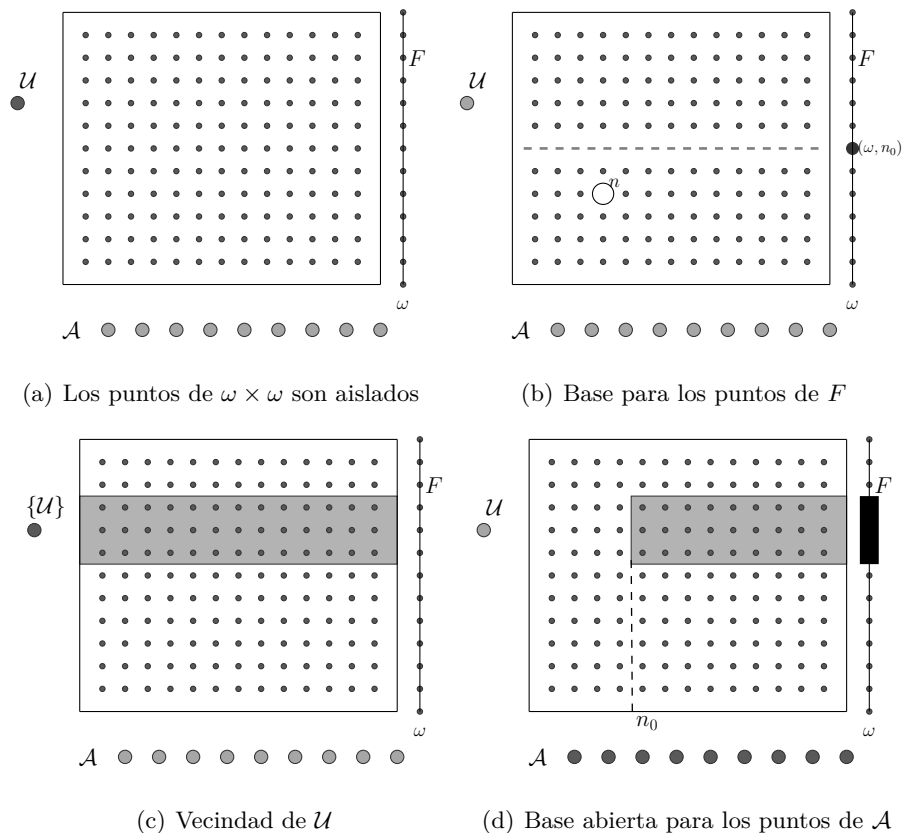 𝒰
F
ω
𝒜
(a) Los puntos de ω × ω son aislados
𝒰
F
(ω, n₀)
n
ω
𝒜
(b) Base para los puntos de F
{𝒰}
F
ω
𝒜
(c) Vecindad de 𝒰
𝒰
F
n₀
ω
𝒜
(d) Base abierta para los puntos de 𝒜